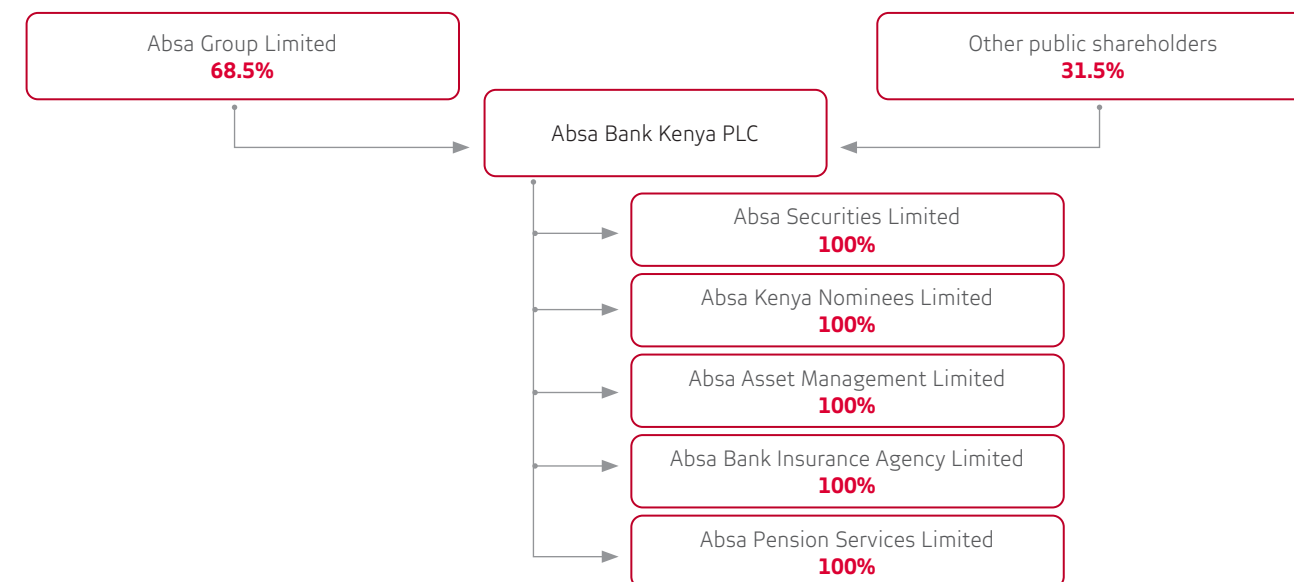 Absa Group Limited
68.5%
Other public shareholders
31.5%
Absa Bank Kenya PLC
Absa Securities Limited
100%
Absa Kenya Nominees Limited
100%
Absa Asset Management Limited
100%
Absa Bank Insurance Agency Limited
100%
Absa Pension Services Limited
100%